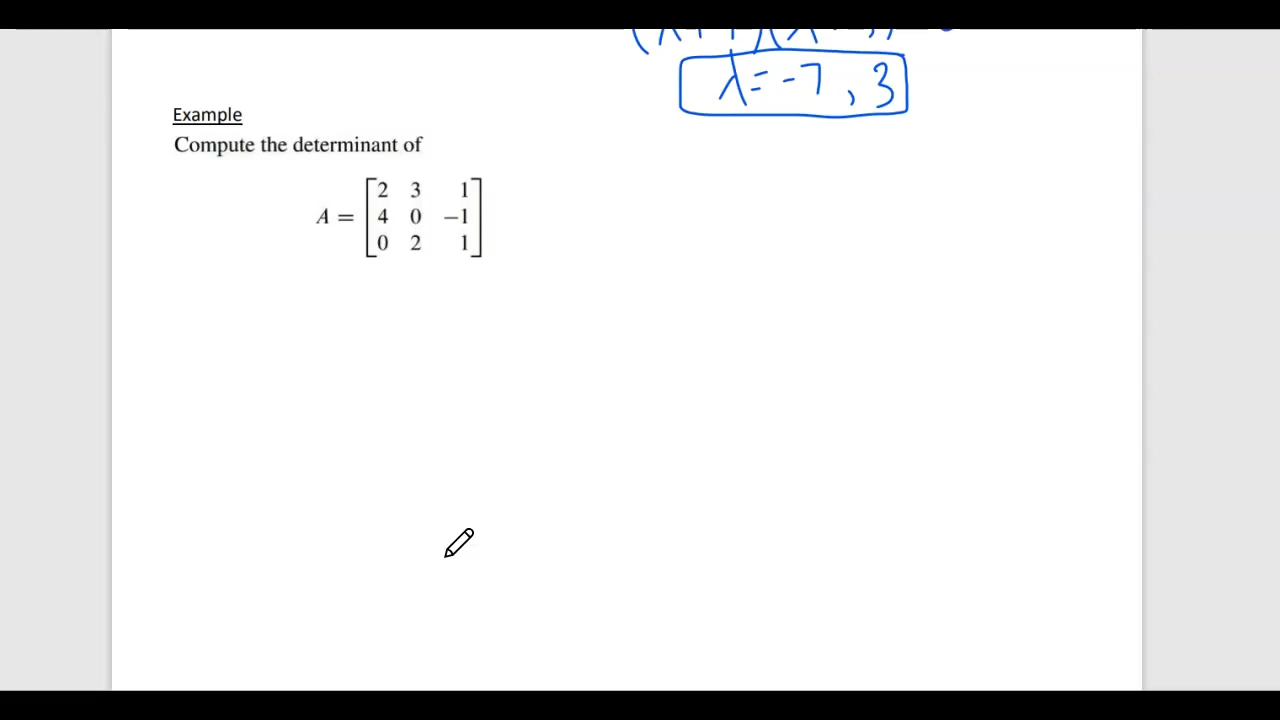 λ = -7 , 3
Example
Compute the determinant of
A = [2 3 1
4 0 −1
0 2 1]